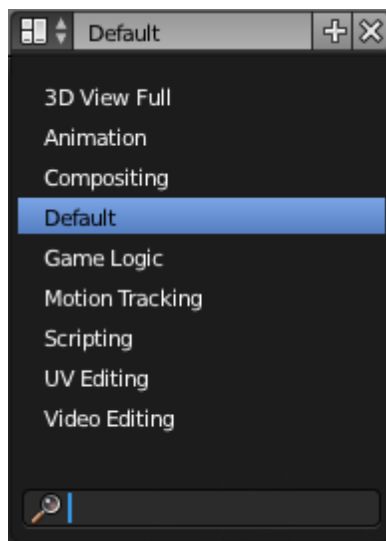 Default
3D View Full
Animation
Compositing
Default
Game Logic
Motion Tracking
Scripting
UV Editing
Video Editing